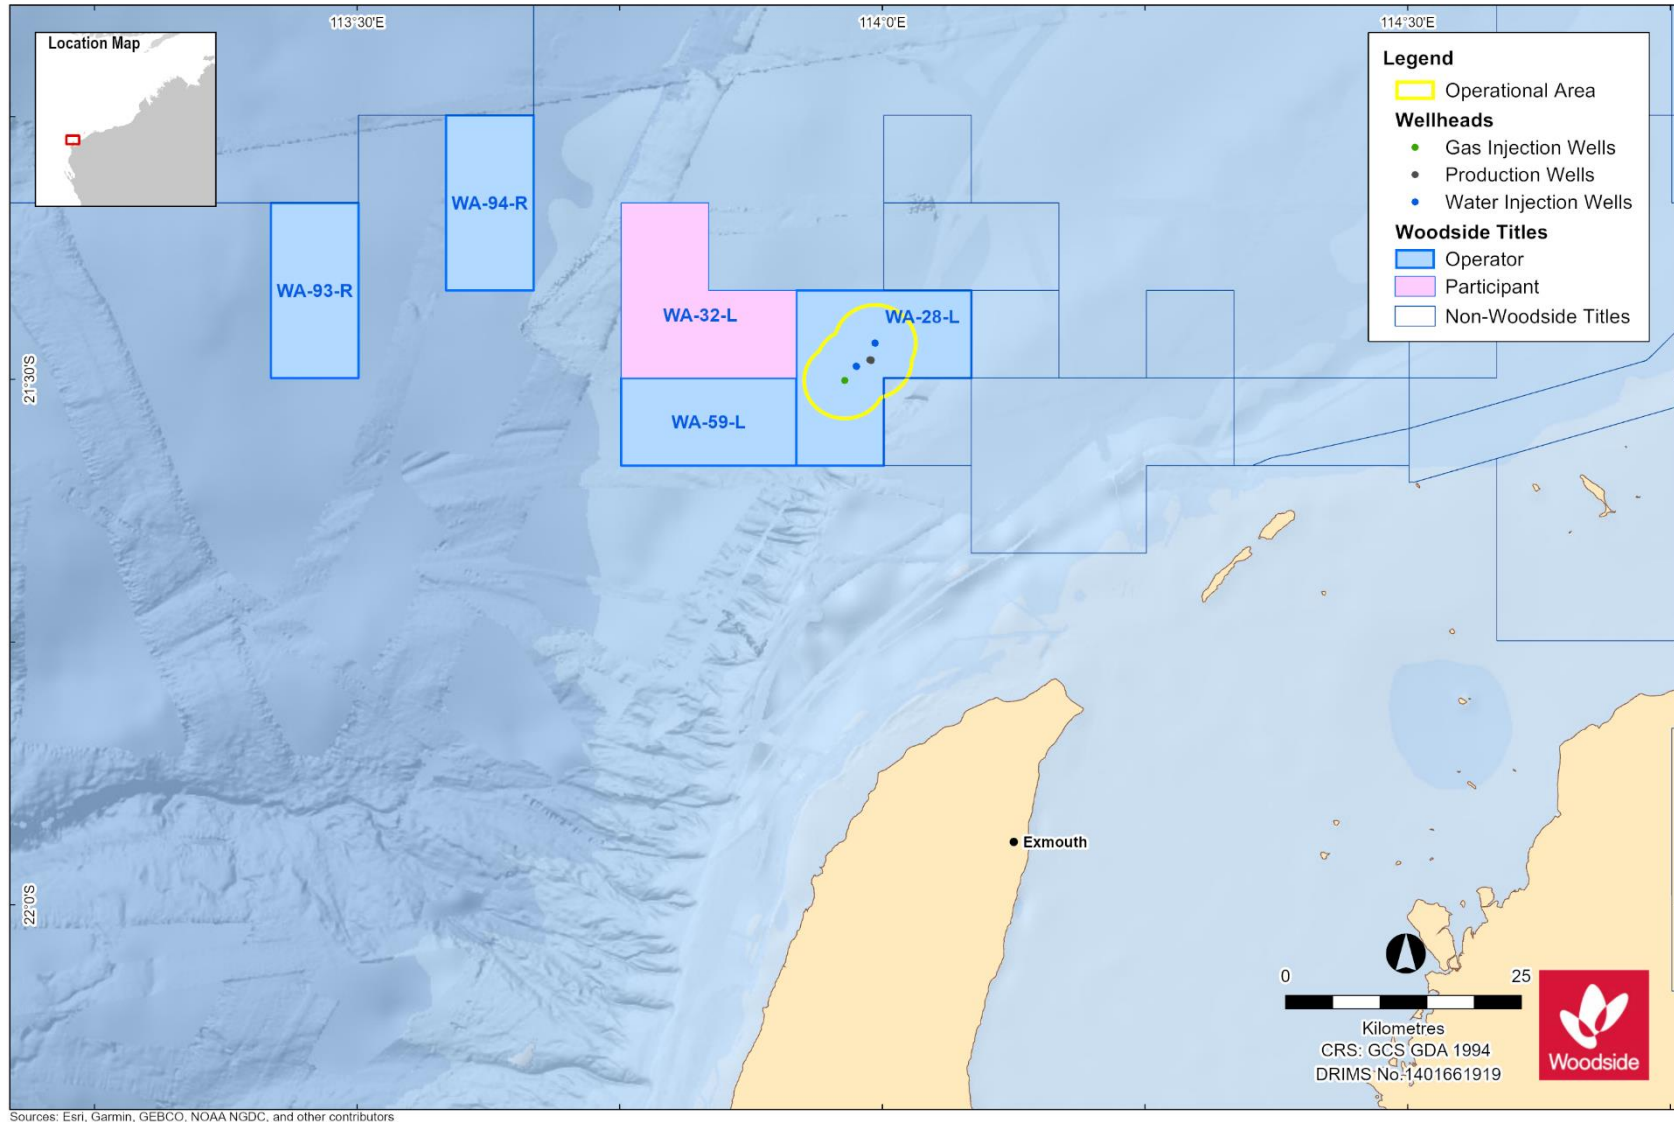 113°30'E
114°0'E
114°30'E
Location Map
Legend
Operational Area
Wellheads
Gas Injection Wells
Production Wells
Water Injection Wells
Woodside Titles
Operator
Participant
Non-Woodside Titles
WA-94-R
WA-93-R
WA-32-L
WA-28-L
WA-59-L
21°30'S
22°0'S
Exmouth
0 25
Kilometres
CRS: GCS GDA 1994
DRIMS No.1401661919
Woodside
Sources: Esri, Garmin, GEBCO, NOAA NGDC, and other contributors